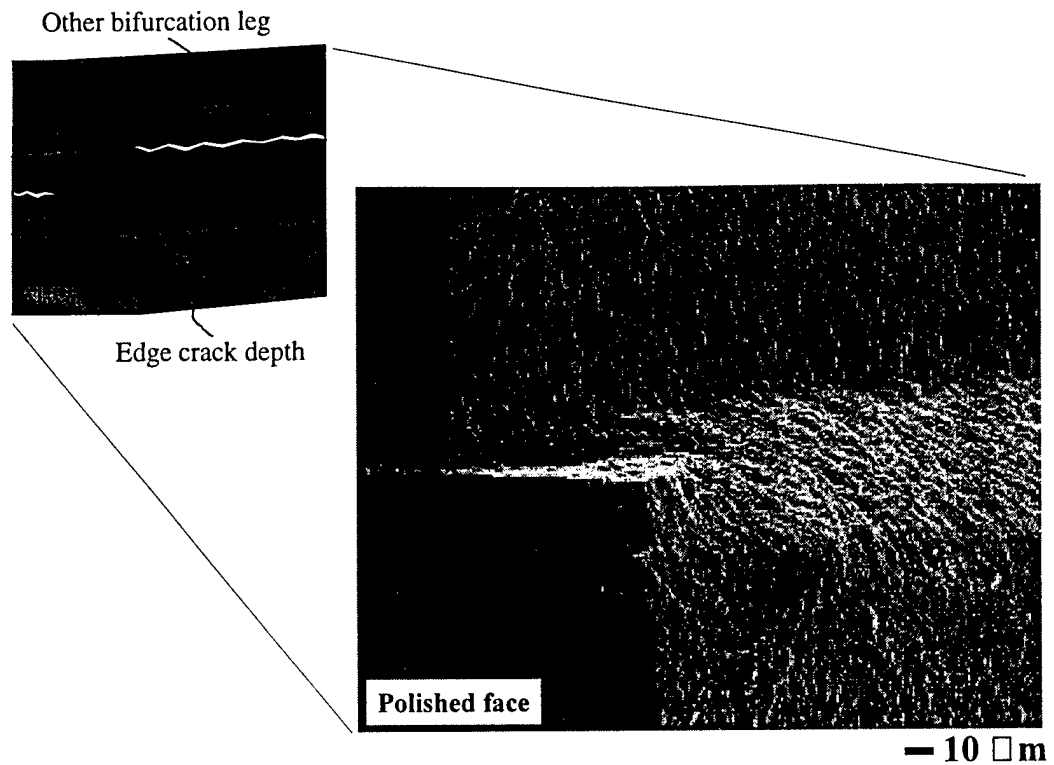 Other bifurcation leg
Edge crack depth
Polished face
10 □m